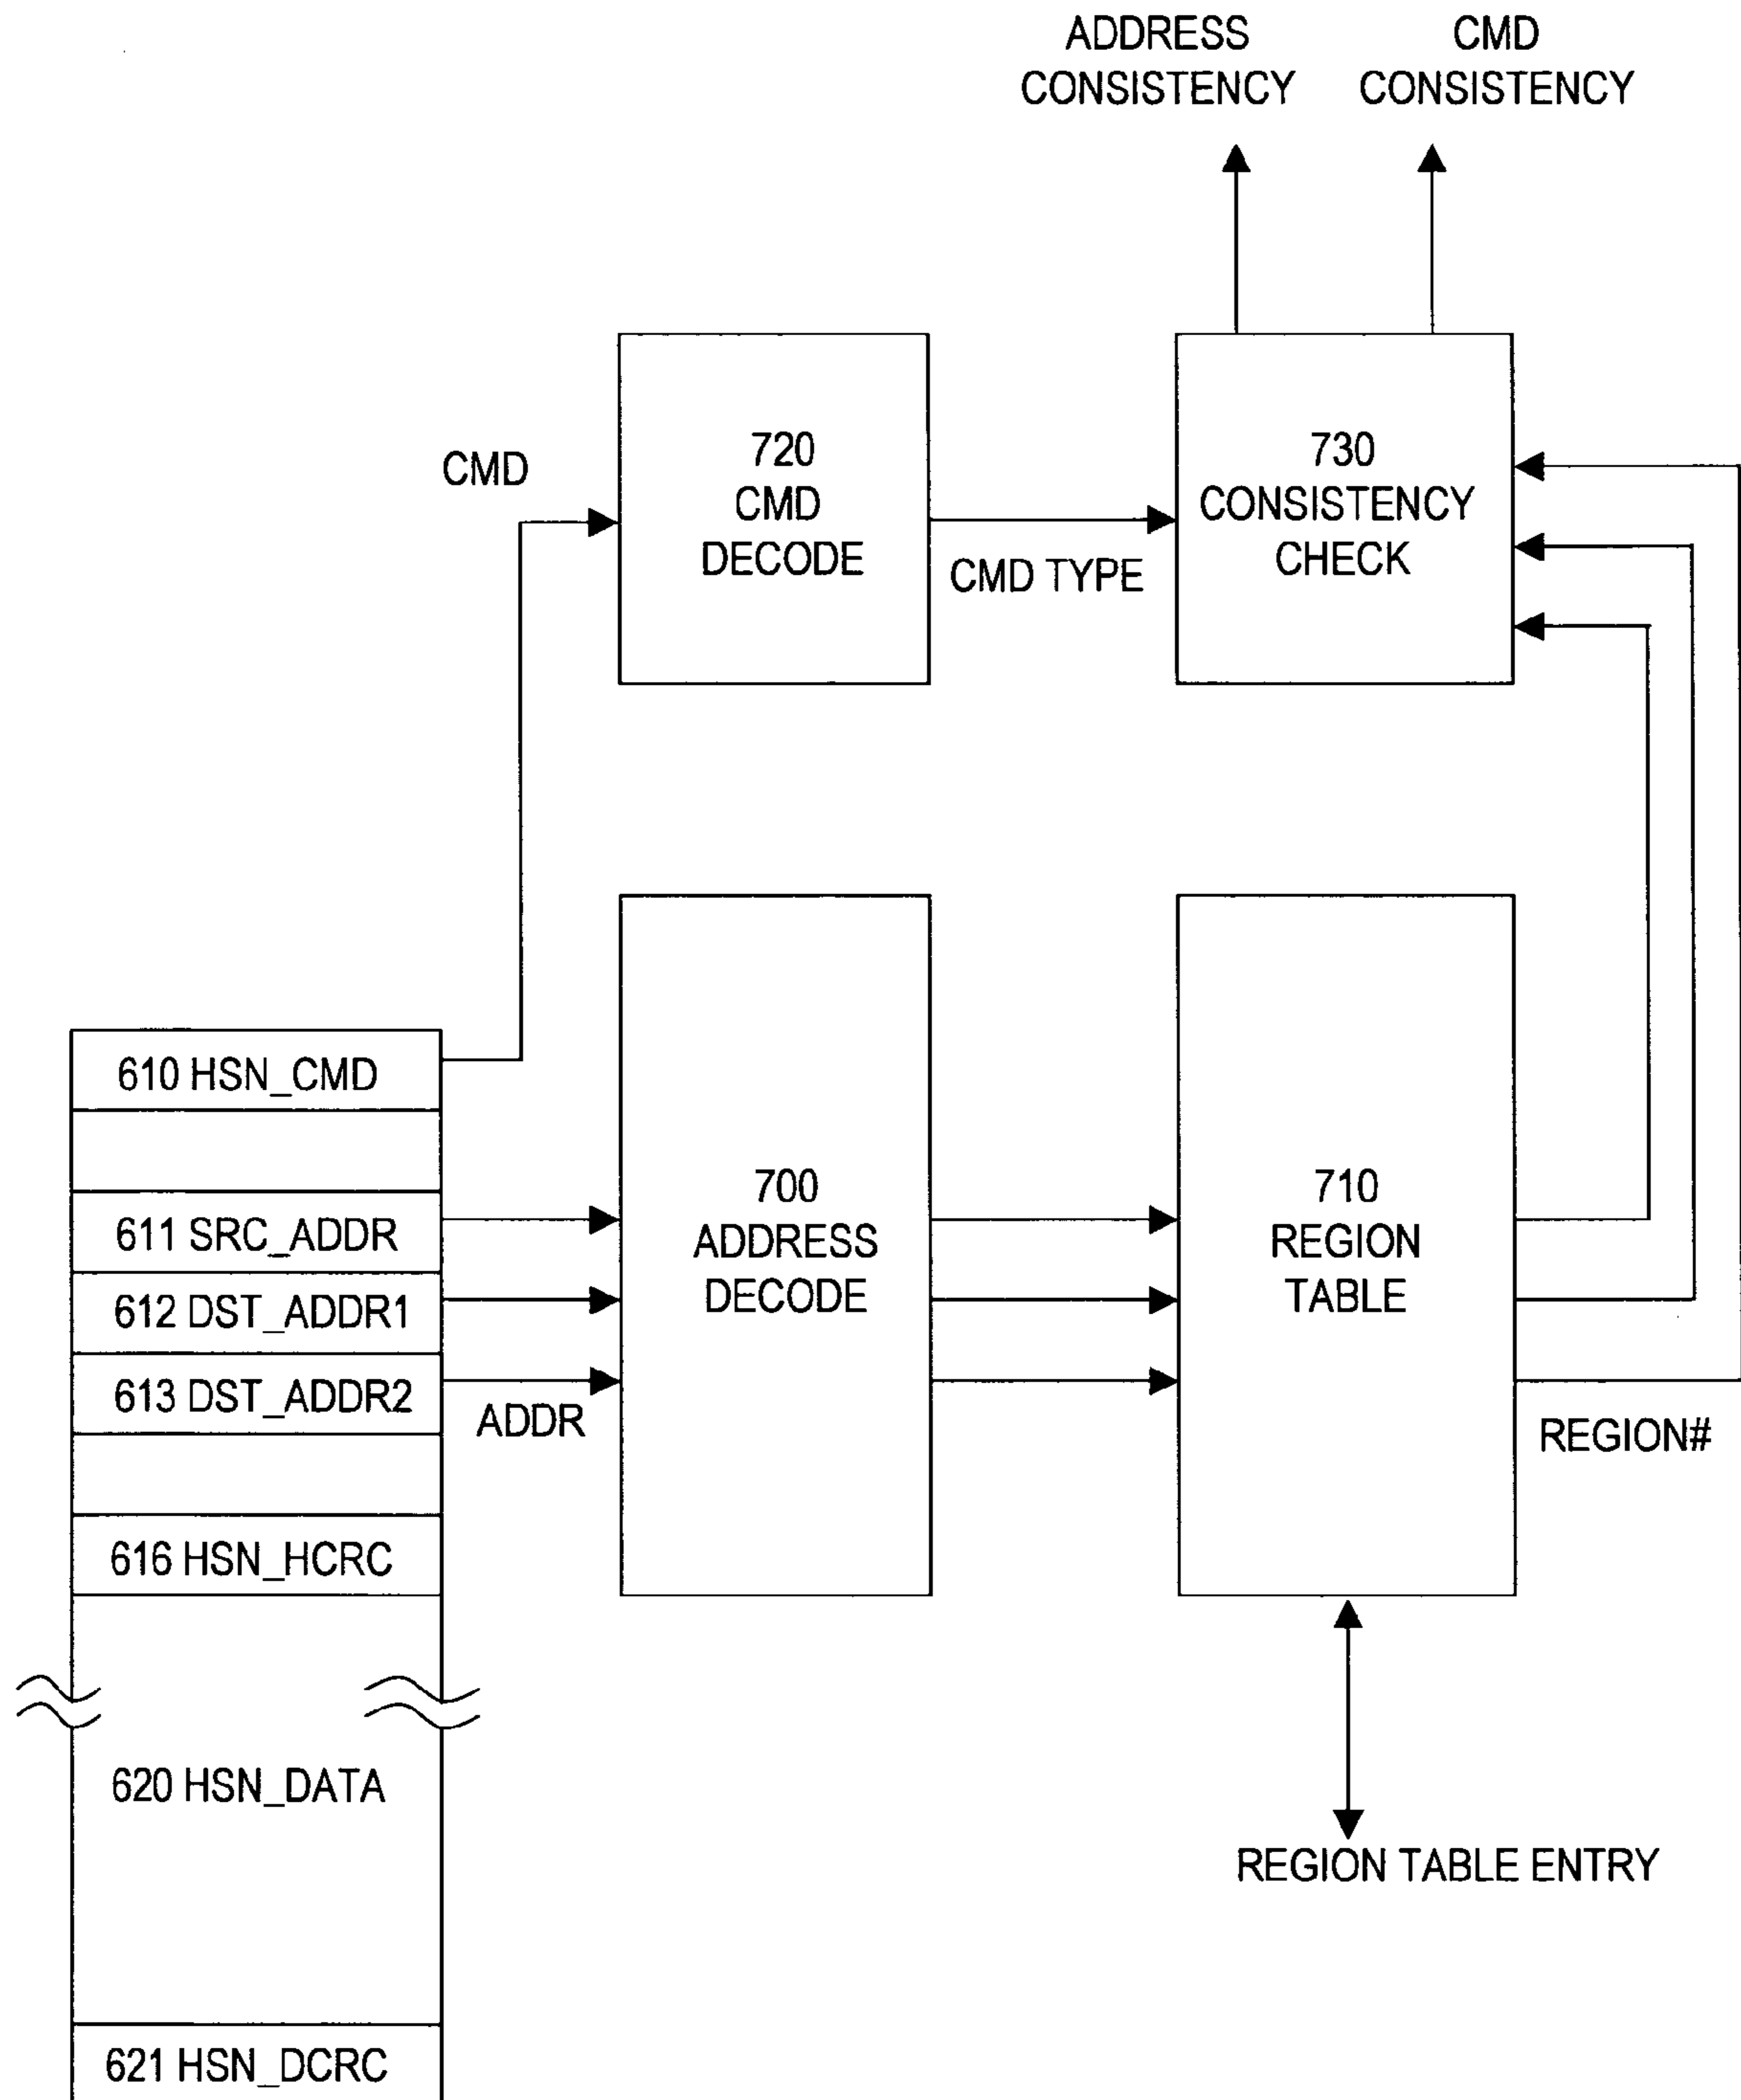 ADDRESS
CONSISTENCY
CMD
CONSISTENCY
CMD
720
CMD
DECODE
CMD TYPE
730
CONSISTENCY
CHECK
610 HSN_CMD
611 SRC_ADDR
612 DST_ADDR1
613 DST_ADDR2
ADDR
700
ADDRESS
DECODE
710
REGION
TABLE
REGION#
616 HSN_HCRC
620 HSN_DATA
REGION TABLE ENTRY
621 HSN_DCRC